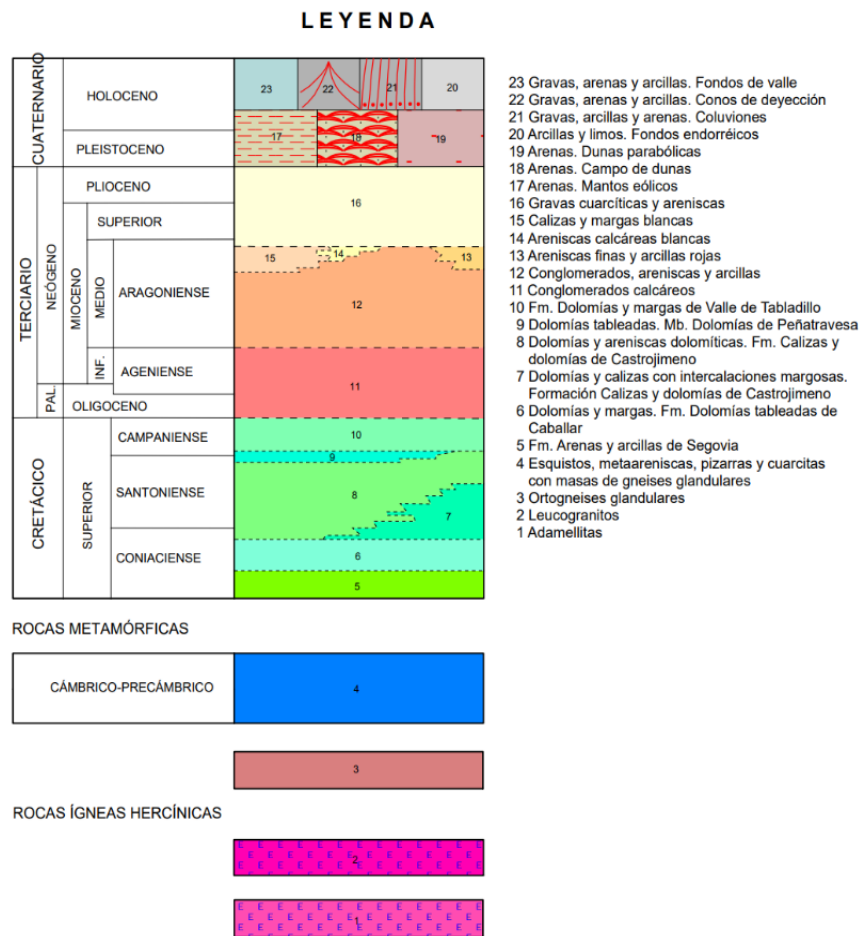 LEYENDA
CUATERNARIO
HOLOCENO
PLEISTOCENO
23
22
21
20
17
18
19
TERCIARIO
NEÓGENO
PAL.
PLIOCENO
MIOCENO
SUPERIOR
MEDIO
ARAGONIENSE
INF.
AGENIENSE
OLIGOCENO
16
15
14
13
12
11
CRETÁCICO
SUPERIOR
CAMPANIENSE
SANTONIENSE
CONIACIENSE
10
9
8
7
6
5
23 Gravas, arenas y arcillas. Fondos de valle
22 Gravas, arenas y arcillas. Conos de deyección
21 Gravas, arcillas y arenas. Coluviones
20 Arcillas y limos. Fondos endorréicos
19 Arenas. Dunas parabólicas
18 Arenas. Campo de dunas
17 Arenas. Mantos eólicos
16 Gravas cuarcíticas y areniscas
15 Calizas y margas blancas
14 Areniscas calcáreas blancas
13 Areniscas finas y arcillas rojas
12 Conglomerados, areniscas y arcillas
11 Conglomerados calcáreos
10 Fm. Dolomías y margas de Valle de Tabladillo
9 Dolomías tableadas. Mb. Dolomías de Peñatravesa
8 Dolomías y areniscas dolomíticas. Fm. Calizas y
dolomías de Castrojimeno
7 Dolomías y calizas con intercalaciones margosas.
Formación Calizas y dolomías de Castrojimeno
6 Dolomías y margas. Fm. Dolomías tableadas de
Caballar
5 Fm. Arenas y arcillas de Segovia
4 Esquistos, metaareniscas, pizarras y cuarcitas
con masas de gneises glandulares
3 Ortogneises glandulares
2 Leucogranitos
1 Adamellitas
ROCAS METAMÓRFICAS
CÁMBRICO-PRECÁMBRICO
4
3
ROCAS ÍGNEAS HERCÍNICAS
2
1